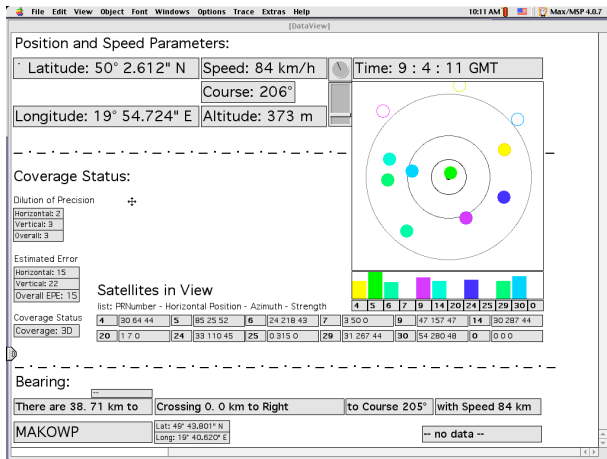 File Edit View Object Font Windows Options Trace Extras Help 10:11 AM Max/MSP 4.0.7
[DataView]
Position and Speed Parameters:
Latitude: 50° 2.612" N Speed: 84 km/h Time: 9 : 4 : 11 GMT
Course: 206°
Longitude: 19° 54.724" E Altitude: 373 m
Coverage Status:
Dilution of Precision
Horizontal: 2
Vertical: 3
Overall: 3
Estimated Error
Horizontal: 15
Vertical: 22
Overall EPE: 15
Satellites in View
list: PRNumber - Horizontal Position - Azimuth - Strength
4 5 6 7 9 14 20 24 25 29 30 0
Coverage Status
Coverage: 3D
4 30 64 44 5 85 25 52 6 24 218 43 7 3 50 0 9 47 157 47 14 30 287 44
20 1 7 0 24 33 110 45 25 0 315 0 29 31 267 44 30 54 280 48 0 0 0 0
Bearing:
--
There are 38. 71 km to Crossing 0. 0 km to Right to Course 205° with Speed 84 km
MAKOWP
Lat: 49° 43.801" N
Long: 19° 40.620" E
-- no data --